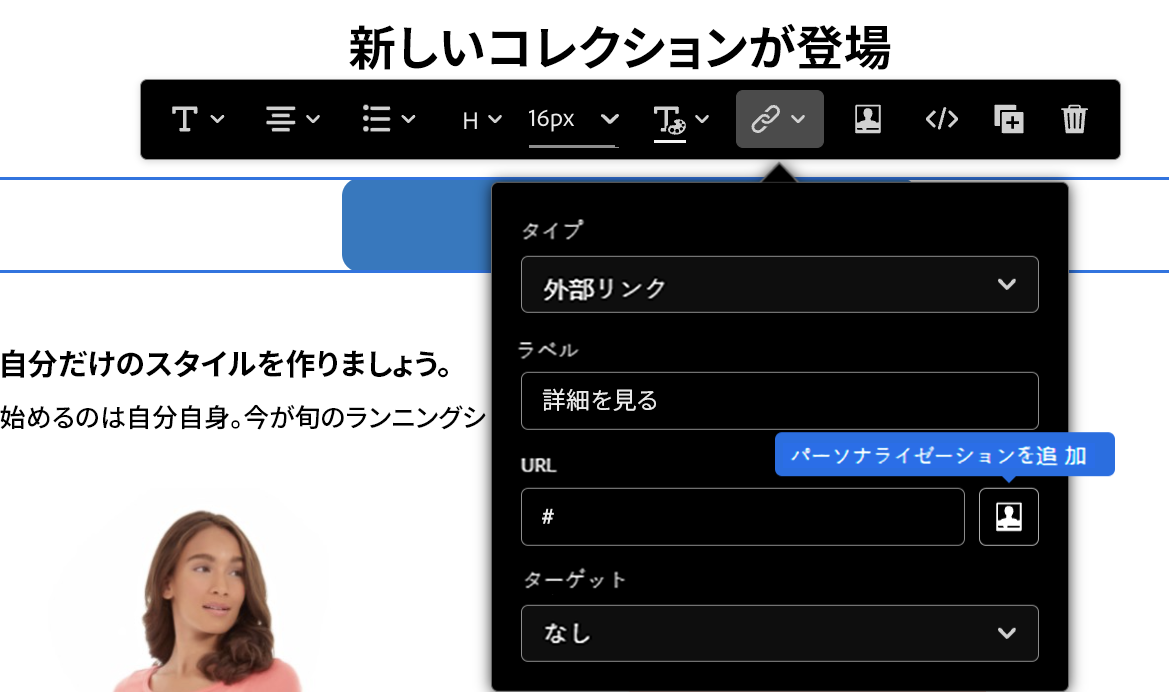 新しいコレクションが登場
H 16px
タイプ
外部リンク
自分だけのスタイルを作りましょう。
ラベル
詳細を見る
始めるのは自分自身。今が旬のランニングシ
パーソナライゼーションを追 加
URL
#
ターゲット
なし